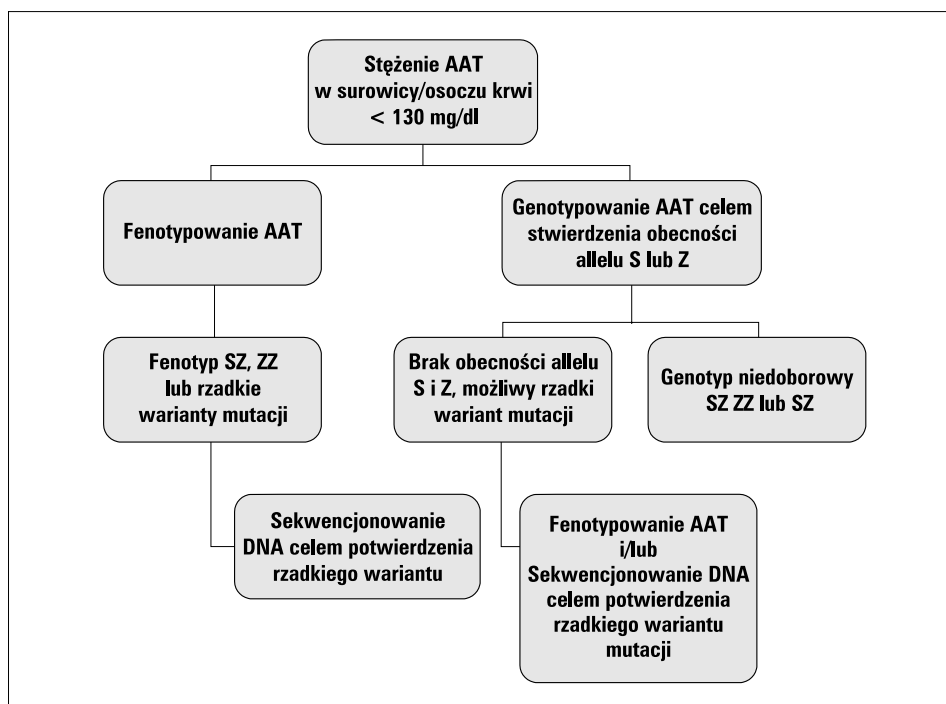 Stężenie AAT
w surowicy/osoczu krwi
< 130 mg/dl
Fenotypowanie AAT
Genotypowanie AAT celem
stwierdzenia obecności
allelu S lub Z
Fenotyp SZ, ZZ
lub rzadkie
warianty mutacji
Brak obecności allelu
S i Z, możliwy rzadki
wariant mutacji
Genotyp niedoborowy
SZ ZZ lub SZ
Sekwencjonowanie
DNA celem potwierdzenia
rzadkiego wariantu
Fenotypowanie AAT
i/lub
Sekwencjonowanie DNA
celem potwierdzenia
rzadkiego wariantu
mutacji